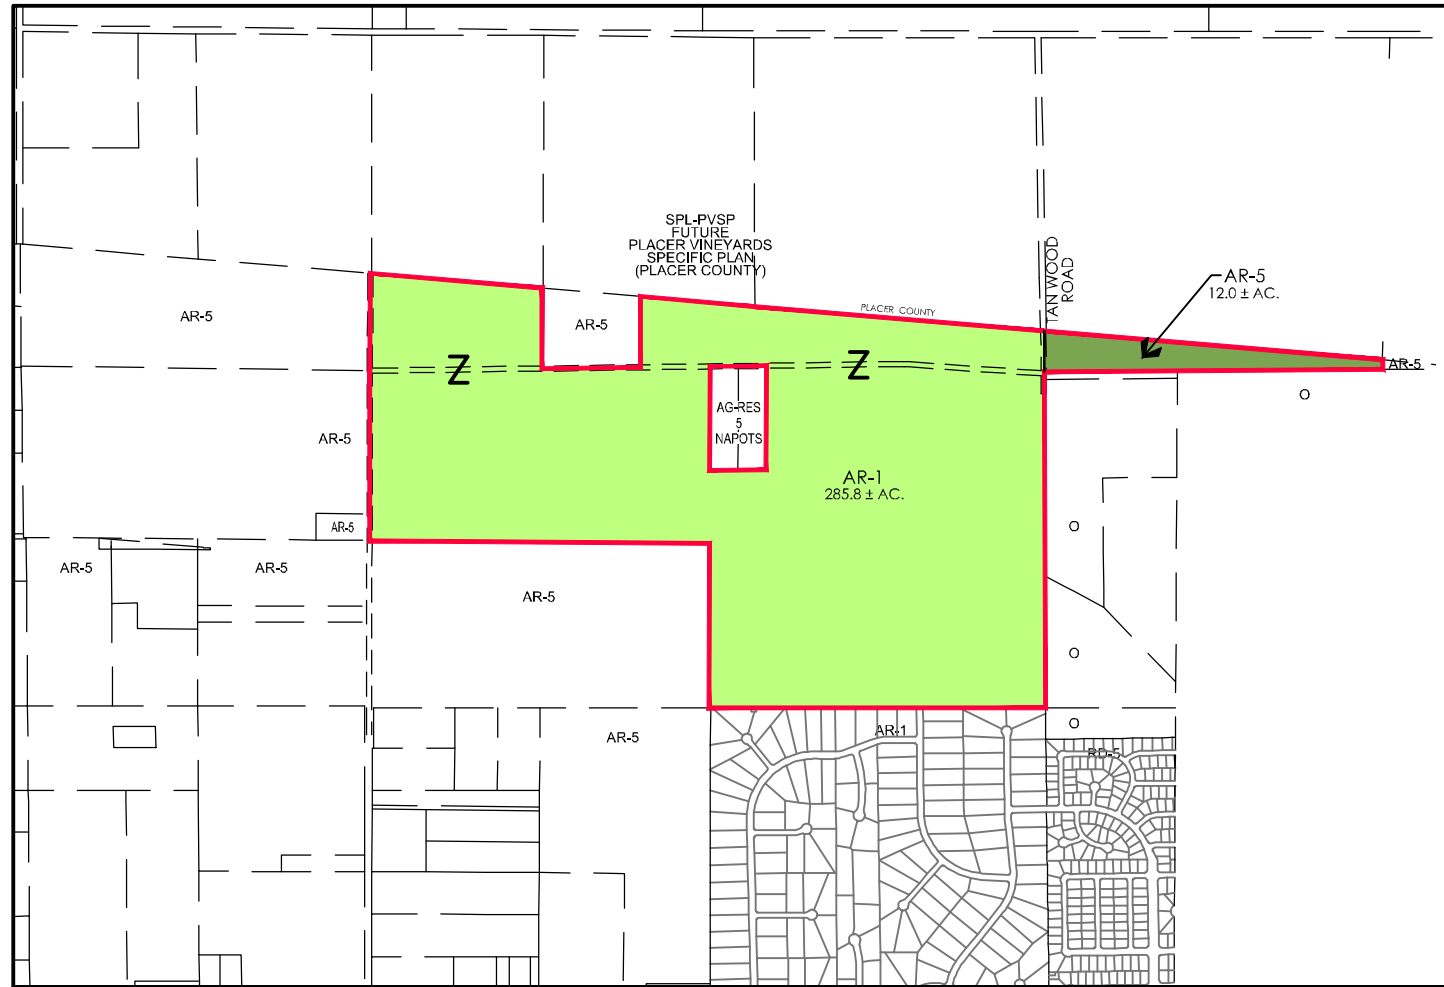 SPL-PVSP
FUTURE
PLACER VINEYARDS
SPECIFIC PLAN
(PLACER COUNTY)
TAN WOOD
ROAD
AR-5
12.0 ± AC.
PLACER COUNTY
AR-5
AR-5
AR-5
Z
Z
AG-RES
5
NAPOTS
AR-5
AR-1
285.8 ± AC.
AR-5
AR-5
AR-5
AR-5
O
O
O
O
AR-5
AR-1
RD-5